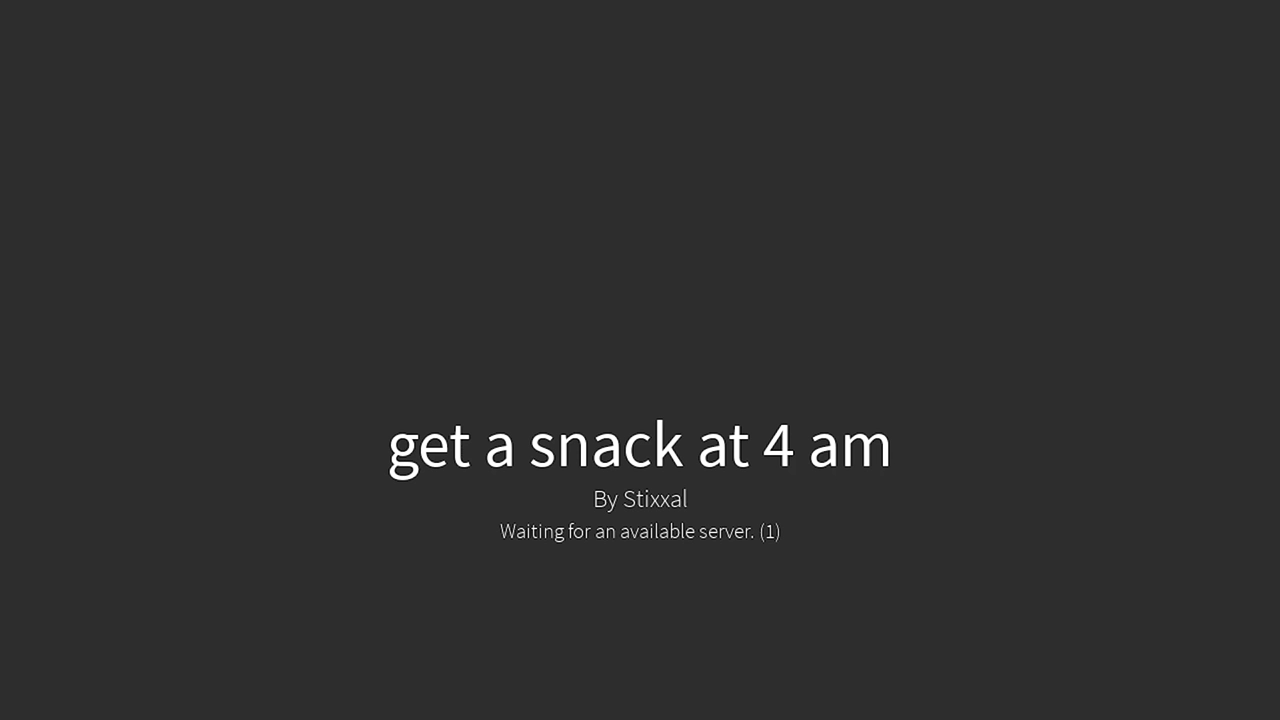 get a snack at 4 am
By Stixxal
Waiting for an available server. (1)